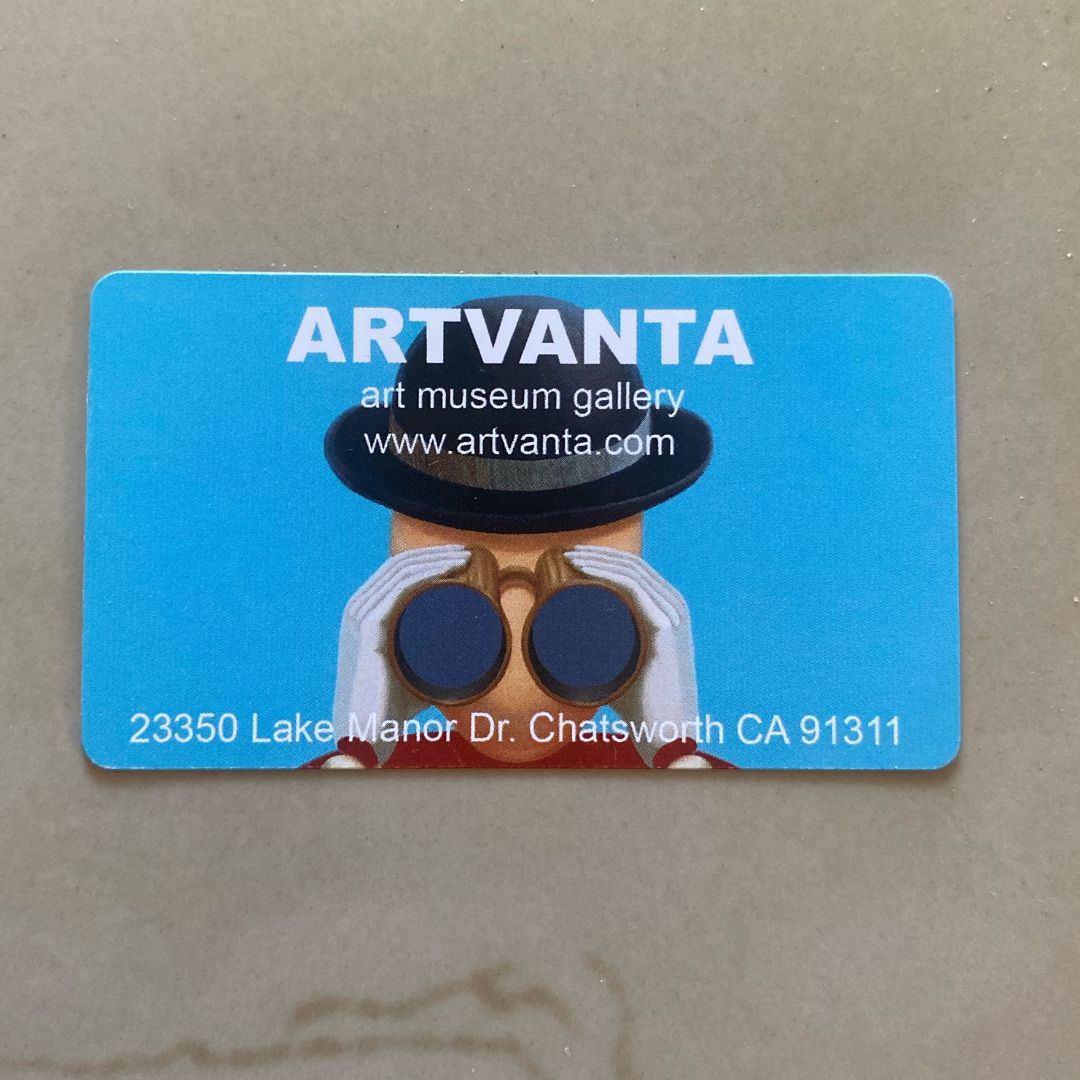 ARTVANTA
art museum gallery
www.artvanta.com
23350 Lake Manor Dr. Chatsworth CA 91311